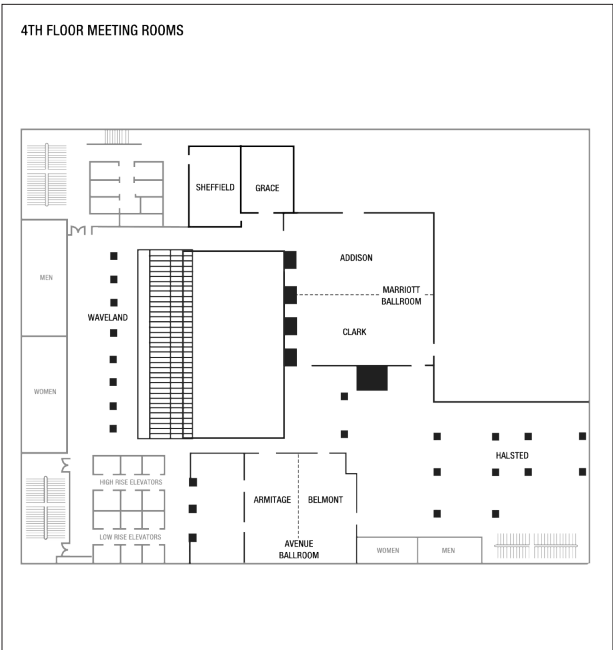 4TH FLOOR MEETING ROOMS
SHEFFIELD
GRACE
ADDISON
MEN
MARRIOTT
BALLROOM
WAVELAND
CLARK
WOMEN
HALSTED
HIGH RISE ELEVATORS
ARMITAGE
BELMONT
LOW RISE ELEVATORS
AVENUE
BALLROOM
WOMEN
MEN